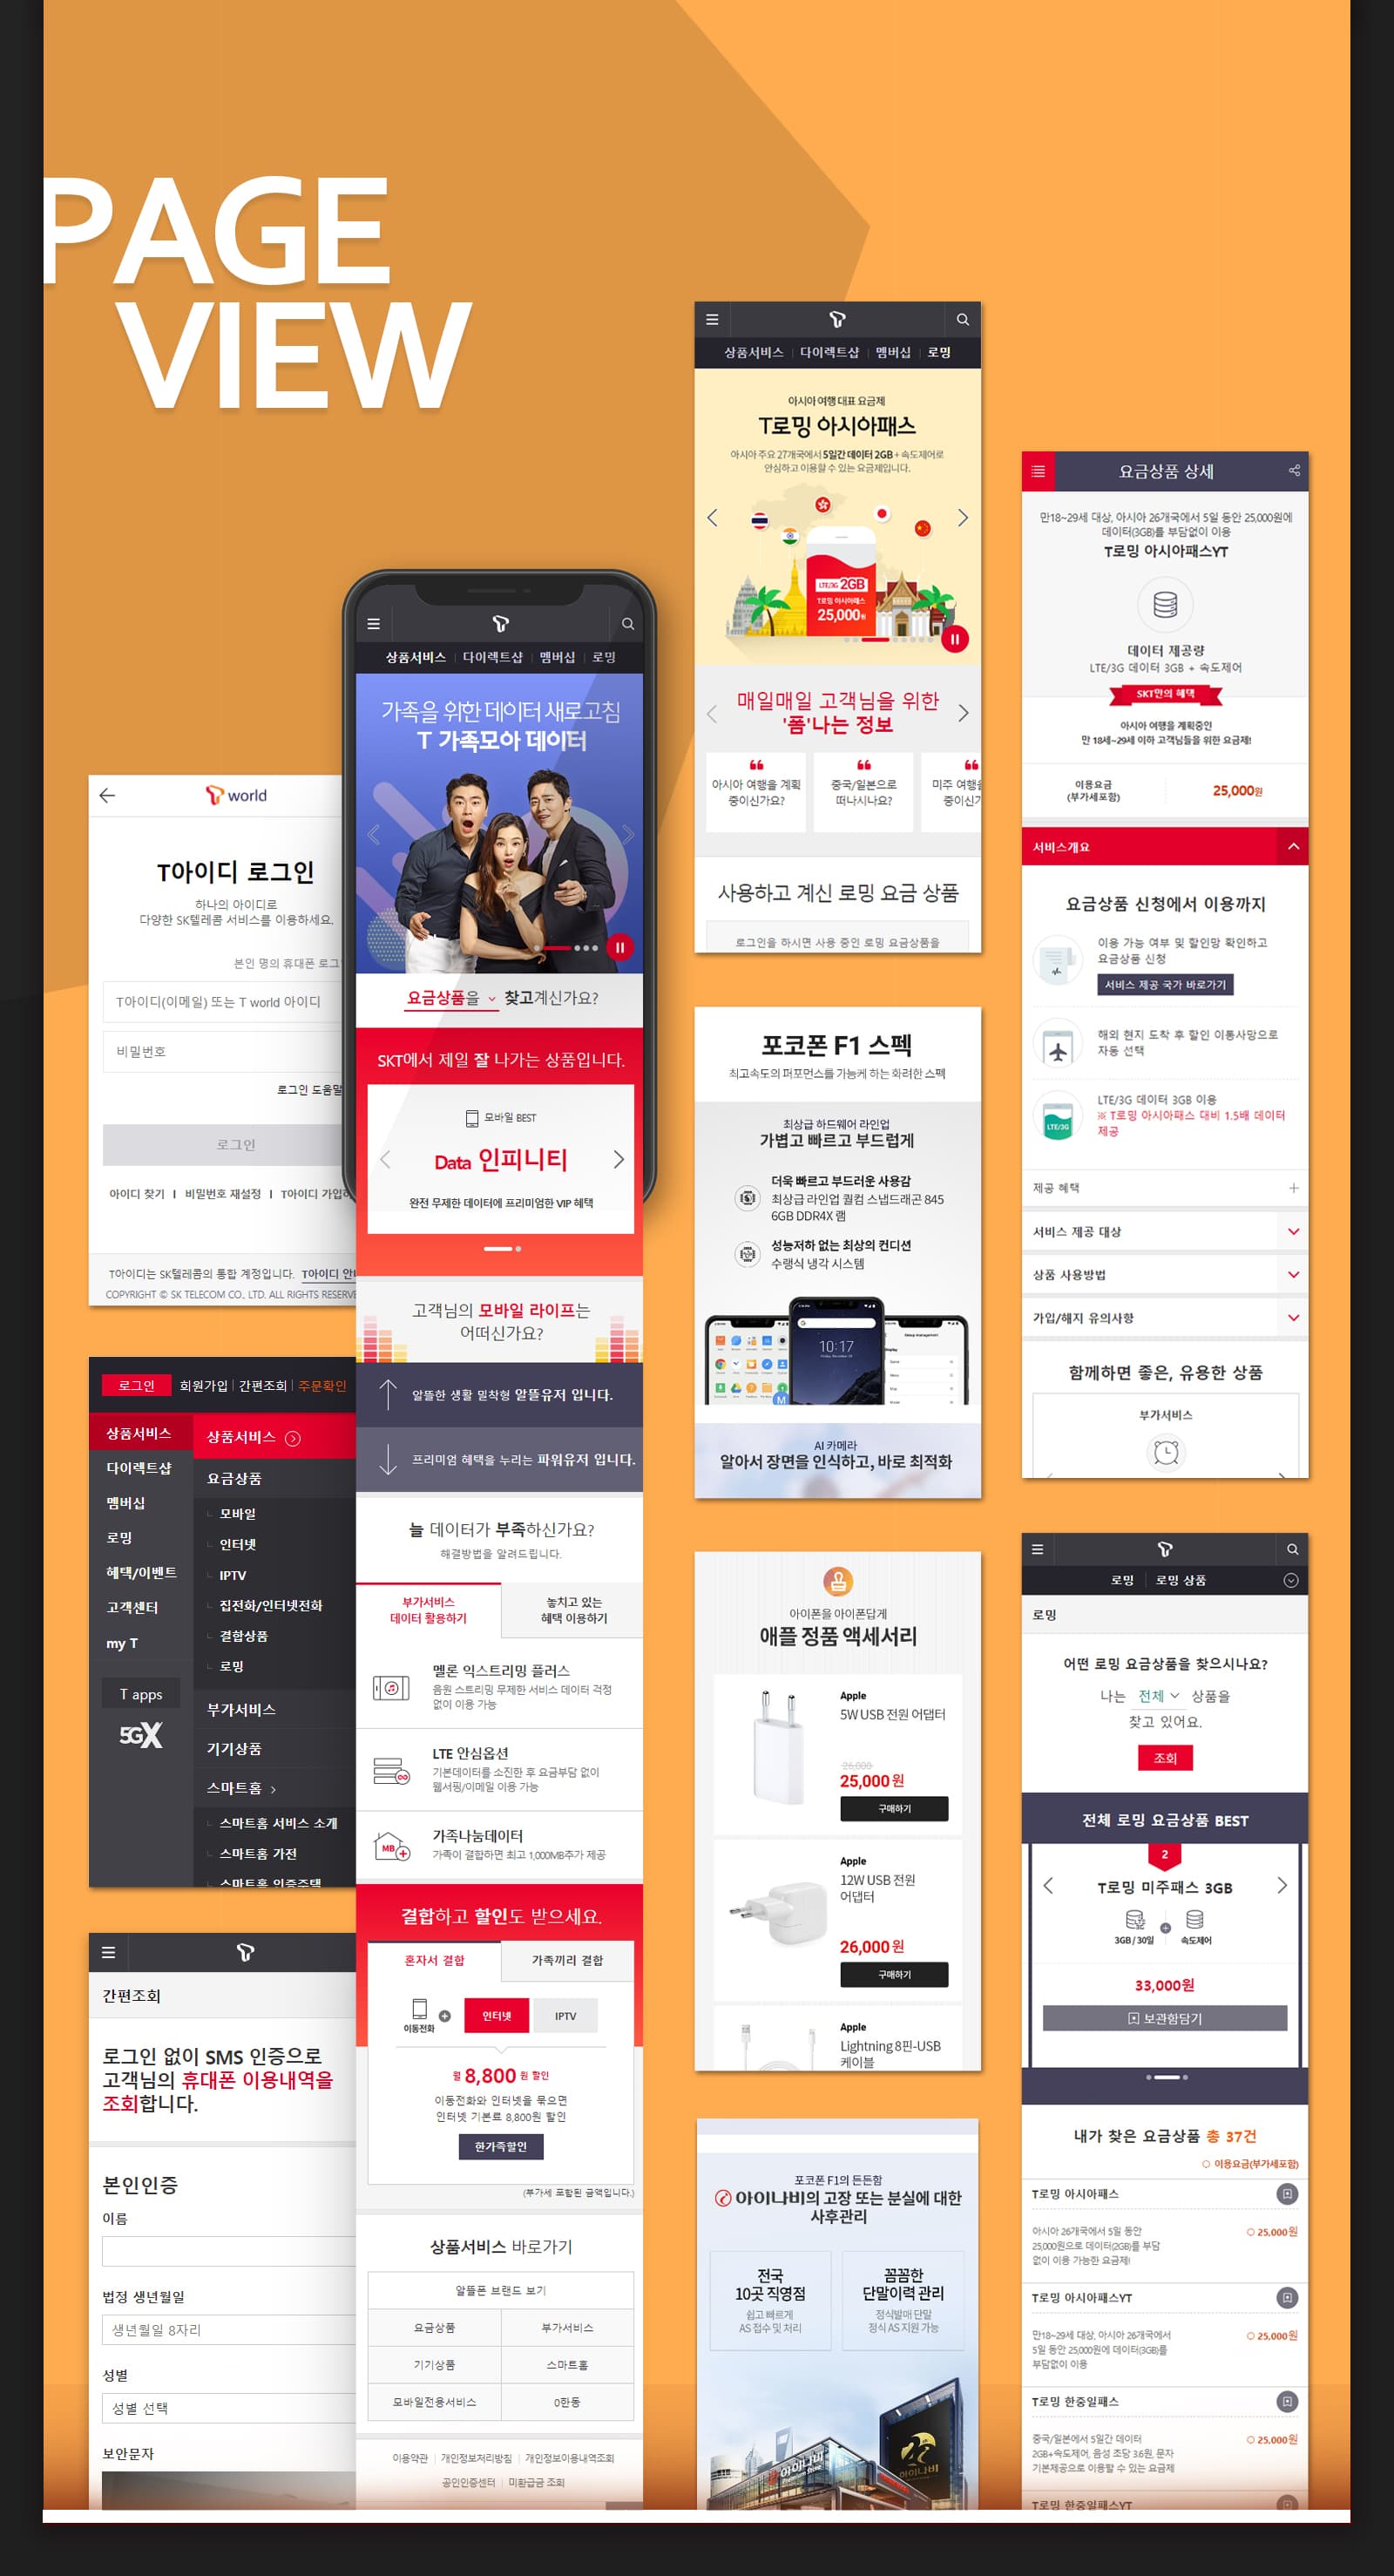 PAGE
VIEW
world
T아이디 로그인
하나의 아이디로
다양한 SK텔레콤 서비스를 이용하세요.
본인 명의 휴대폰 로그
T아이디(이메일) 또는 T world 아이디
비밀번호
로그인 도움말
로그인
아이디 찾기 | 비밀번호 재설정 | T아이디 가입하
T아이디는 SK텔레콤의 통합 계정입니다. T아이디 안
COPYRIGHT © SK TELECOM CO., LTD. ALL RIGHTS RESERVE
로그인 회원가입 | 간편조회 | 주문확인
상품서비스
다이렉트샵
멤버십
로밍
혜택/이벤트
고객센터
my T
T apps
5GX
상품서비스
요금상품
모바일
인터넷
IPTV
집전화/인터넷전화
결합상품
로밍
부가서비스
기기상품
스마트홈
스마트홈 서비스 소개
스마트홈 가전
스마트홈 인증주택
간편조회
로그인 없이 SMS 인증으로
고객님의 휴대폰 이용내역을
조회합니다.
본인인증
이름
법정 생년월일
생년월일 8자리
성별
성별 선택
보안문자
상품서비스 | 다이렉트샵 | 멤버십 | 로밍
가족을 위한 데이터 새로고침
T 가족모아 데이터
요금상품을 찾고계신가요?
SKT에서 제일 잘 나가는 상품입니다.
모바일 BEST
Data 인피니티
완전 무제한 데이터에 프리미엄한 VIP 혜택
고객님의 모바일 라이프는
어떠신가요?
알뜰한 생활 밀착형 알뜰유저 입니다.
프리미엄 혜택을 누리는 파워유저 입니다.
늘 데이터가 부족하신가요?
해결방법을 알려드립니다.
부가서비스
데이터 활용하기
놓치고 있는
혜택 이용하기
멜론 익스트리밍 플러스
음원 스트리밍 무제한 서비스 데이터 걱정
없이 이용 가능
LTE 안심옵션
기본데이터를 소진한 후 요금부담 없이
웹서핑/이메일 이용 가능
MB
가족나눔데이터
가족이 결합하면 최고 1,000MB추가 제공
결합하고 할인도 받으세요.
혼자서 결합
가족끼리 결합
이동전화
인터넷
IPTV
월 8,800 원 할인
이동전화와 인터넷을 묶으면
인터넷 기본료 8,800원 할인
한가족할인
(부가세 포함된 금액입니다.)
상품서비스 바로가기
알뜰폰 브랜드 보기
요금상품 부가서비스
기기상품 스마트홈
모바일전용서비스 0한동
이용약관 | 개인정보처리방침 | 개인정보이용내역조회
공인인증센터 | 미환급금 조회
상품서비스 | 다이렉트샵 | 멤버십 | 로밍
아시아 여행 대표 요금제
T로밍 아시아패스
아시아 주요 27개국에서 5일간 데이터 2GB + 속도제어로
안심하고 이용할 수 있는 요금제입니다.
LTE/3G 2GB
T로밍 아시아패스
25,000원
매일매일 고객님을 위한
'폼'나는 정보
아시아 여행을 계획
중이신가요?
중국/일본으로
떠나시나요?
미주 여행을
중이신가
사용하고 계신 로밍 요금 상품
로그인을 하시면 사용 중인 로밍 요금상품을
포코폰 F1 스펙
최고속도의 퍼포먼스를 가능케 하는 화려한 스펙
최상급 하드웨어 라인업
가볍고 빠르고 부드럽게
더욱 빠르고 부드러운 사용감
최상급 라인업 퀄컴 스냅드래곤 845
6GB DDR4X 램
성능저하 없는 최상의 컨디션
수랭식 냉각 시스템
10:17
AI 카메라
알아서 장면을 인식하고, 바로 최적화
아이폰을 아이폰답게
애플 정품 액세서리
Apple
5W USB 전원 어댑터
26,000
25,000원
구매하기
Apple
12W USB 전원
어댑터
26,000원
구매하기
Apple
Lightning 8핀-USB
케이블
포코폰 F1의 든든함
아이나비의 고장 또는 분실에 대한
사후관리
전국
10곳 직영점
쉽고 빠르게
AS 접수 및 처리
꼼꼼한
단말이력 관리
정식발매 단말
정식 AS 지원 가능
아이나비
아이나비
요금상품 상세
만18~29세 대상, 아시아 26개국에서 5일 동안 25,000원에
데이터(3GB)를 부담없이 이용
T로밍 아시아패스YT
데이터 제공량
LTE/3G 데이터 3GB + 속도제어
SKT만의 혜택
아시아 여행을 계획중인
만 18세~29세 이하 고객님들을 위한 요금제!
이용요금
(부가세포함)
25,000원
서비스개요
요금상품 신청에서 이용까지
이용 가능 여부 및 할인망 확인하고
요금상품 신청
서비스 제공 국가 바로가기
해외 현지 도착 후 할인 이통사망으로
자동 선택
LTE/3G
LTE/3G 데이터 3GB 이용
※ T로밍 아시아패스 대비 1.5배 데이터
제공
제공 혜택
서비스 제공 대상
상품 사용방법
가입/해지 유의사항
함께하면 좋은, 유용한 상품
부가서비스
로밍 로밍 상품
로밍
어떤 로밍 요금상품을 찾으시나요?
나는 전체 상품을
찾고 있어요.
조회
전체 로밍 요금상품 BEST
2
T로밍 미주패스 3GB
3GB / 30일 속도제어
33,000원
보관함담기
내가 찾은 요금상품 총 37건
이용요금(부가세포함)
T로밍 아시아패스
아시아 26개국에서 5일 동안
25,000원으로 데이터(2GB)를 부담
없이 이용 가능한 요금제!
25,000원
T로밍 아시아패스YT
만18~29세 대상, 아시아 26개국에서
5일 동안 25,000원에 데이터(3GB)를
부담없이 이용
25,000원
T로밍 한중일패스
중국/일본에서 5일간 데이터
2GB+속도제어, 음성 초당 3.6원, 문자
기본제공으로 이용할 수 있는 요금제
25,000원
T로밍 한중일패스YT